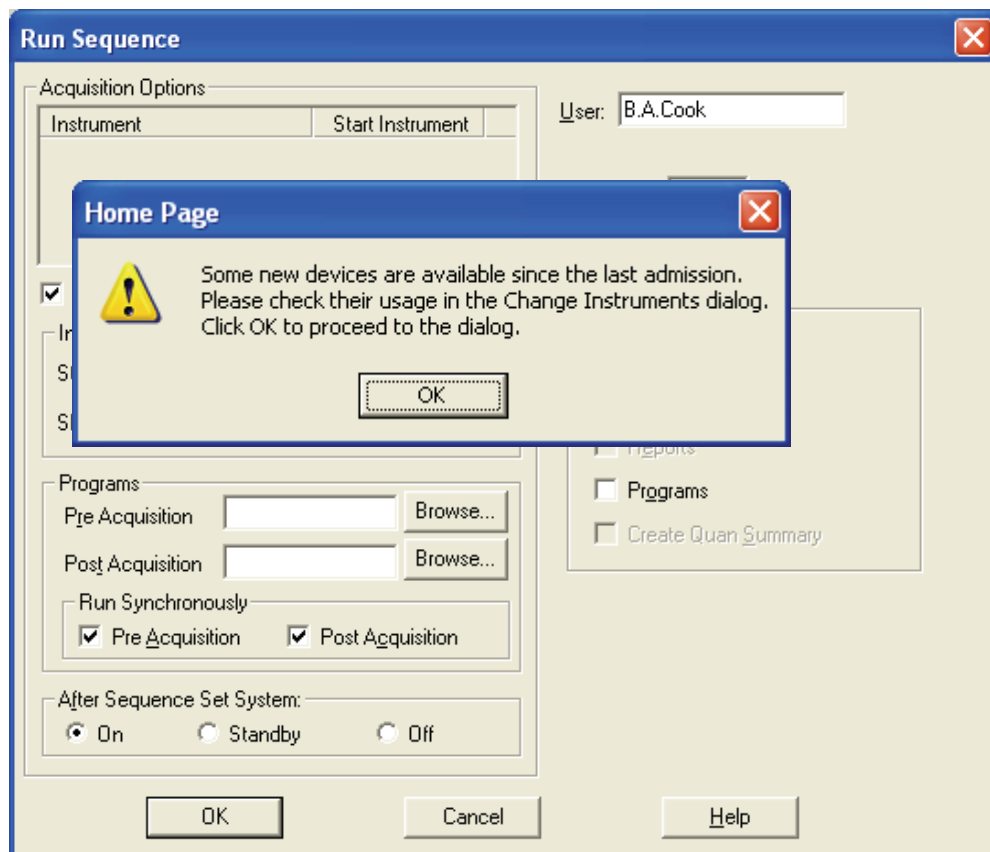 Run Sequence
Acquisition Options
Instrument Start Instrument
User: B.A.Cook
Home Page
Some new devices are available since the last admission.
Please check their usage in the Change Instruments dialog.
Click OK to proceed to the dialog.
OK
Reports
Programs
Create Quan Summary
Programs
Pre Acquisition Browse...
Post Acquisition Browse...
Run Synchronously
Pre Acquisition Post Acquisition
After Sequence Set System:
On Standby Off
OK Cancel Help